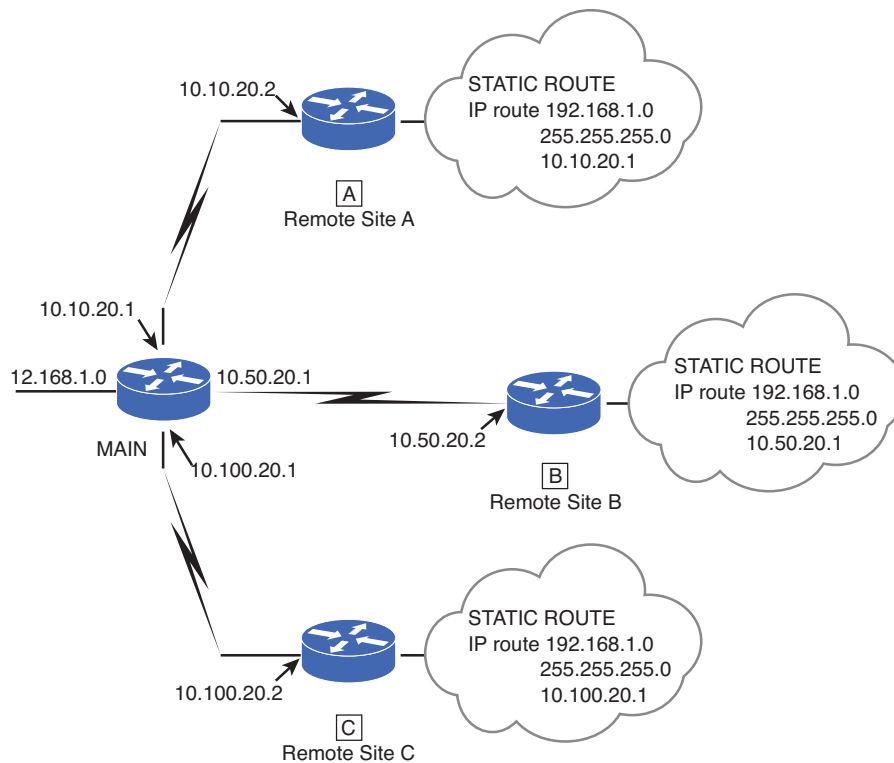 10.10.20.2
STATIC ROUTE
IP route 192.168.1.0
255.255.255.0
10.10.20.1
A
Remote Site A
10.10.20.1
12.168.1.0
10.50.20.1
MAIN
10.100.20.1
10.50.20.2
STATIC ROUTE
IP route 192.168.1.0
255.255.255.0
10.50.20.1
B
Remote Site B
10.100.20.2
STATIC ROUTE
IP route 192.168.1.0
255.255.255.0
10.100.20.1
C
Remote Site C